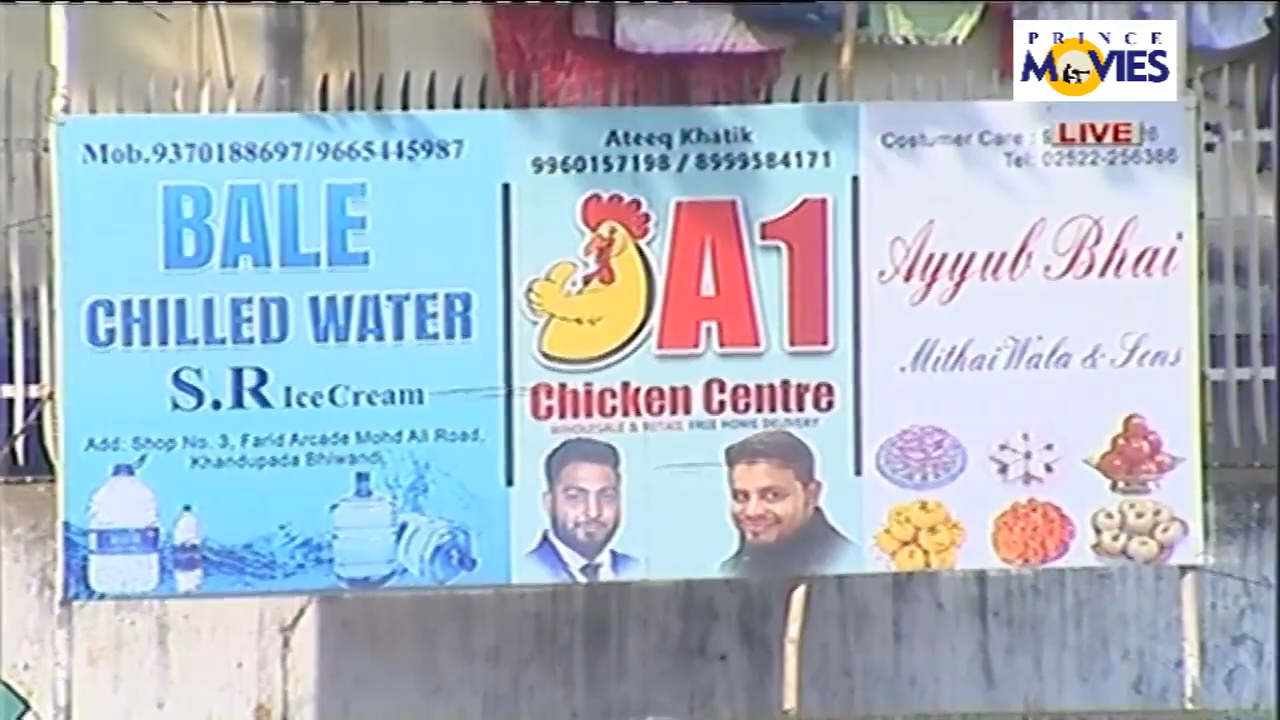 PRINCE
MOVIES
LIVE
Mob.9370188697/9665445987
BALE
CHILLED WATER
S.R IceCream
Add: Shop No. 3, Farid Arcade Mohd Ali Road,
Khandupada Bhiwandi,
Ateeq Khatik
9960157198 / 8999584171
A1
Chicken Centre
WHOLESALE & RETAIL FREE HOME DELIVERY
Costumer Care :
Tel: 02522-256386
Ayyub Bhai
Mithai Wala & Sons